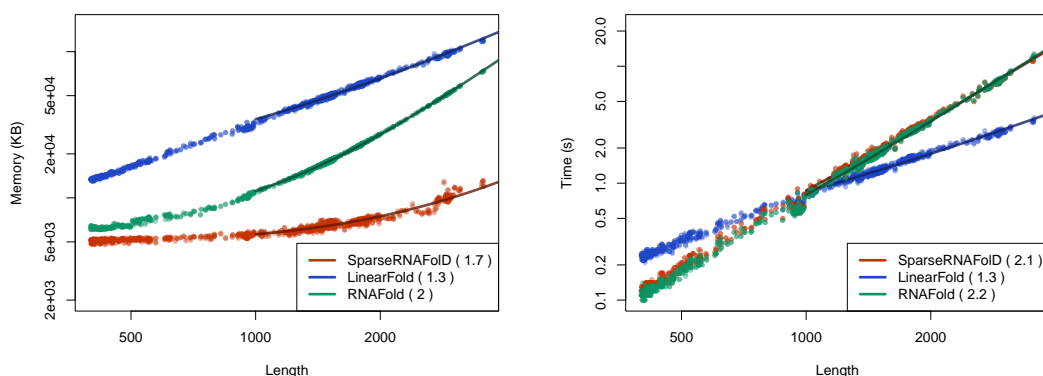 Memory (KB)
5e+04
2e+04
5e+03
2e+03
500
1000
2000
Length
SparseRNAFolD ( 1.7 )
LinearFold ( 1.3 )
RNAFold ( 2 )
Time (s)
20.0
5.0
2.0
1.0
0.5
0.2
0.1
500
1000
2000
Length
SparseRNAFolD ( 2.1 )
LinearFold ( 1.3 )
RNAFold ( 2.2 )